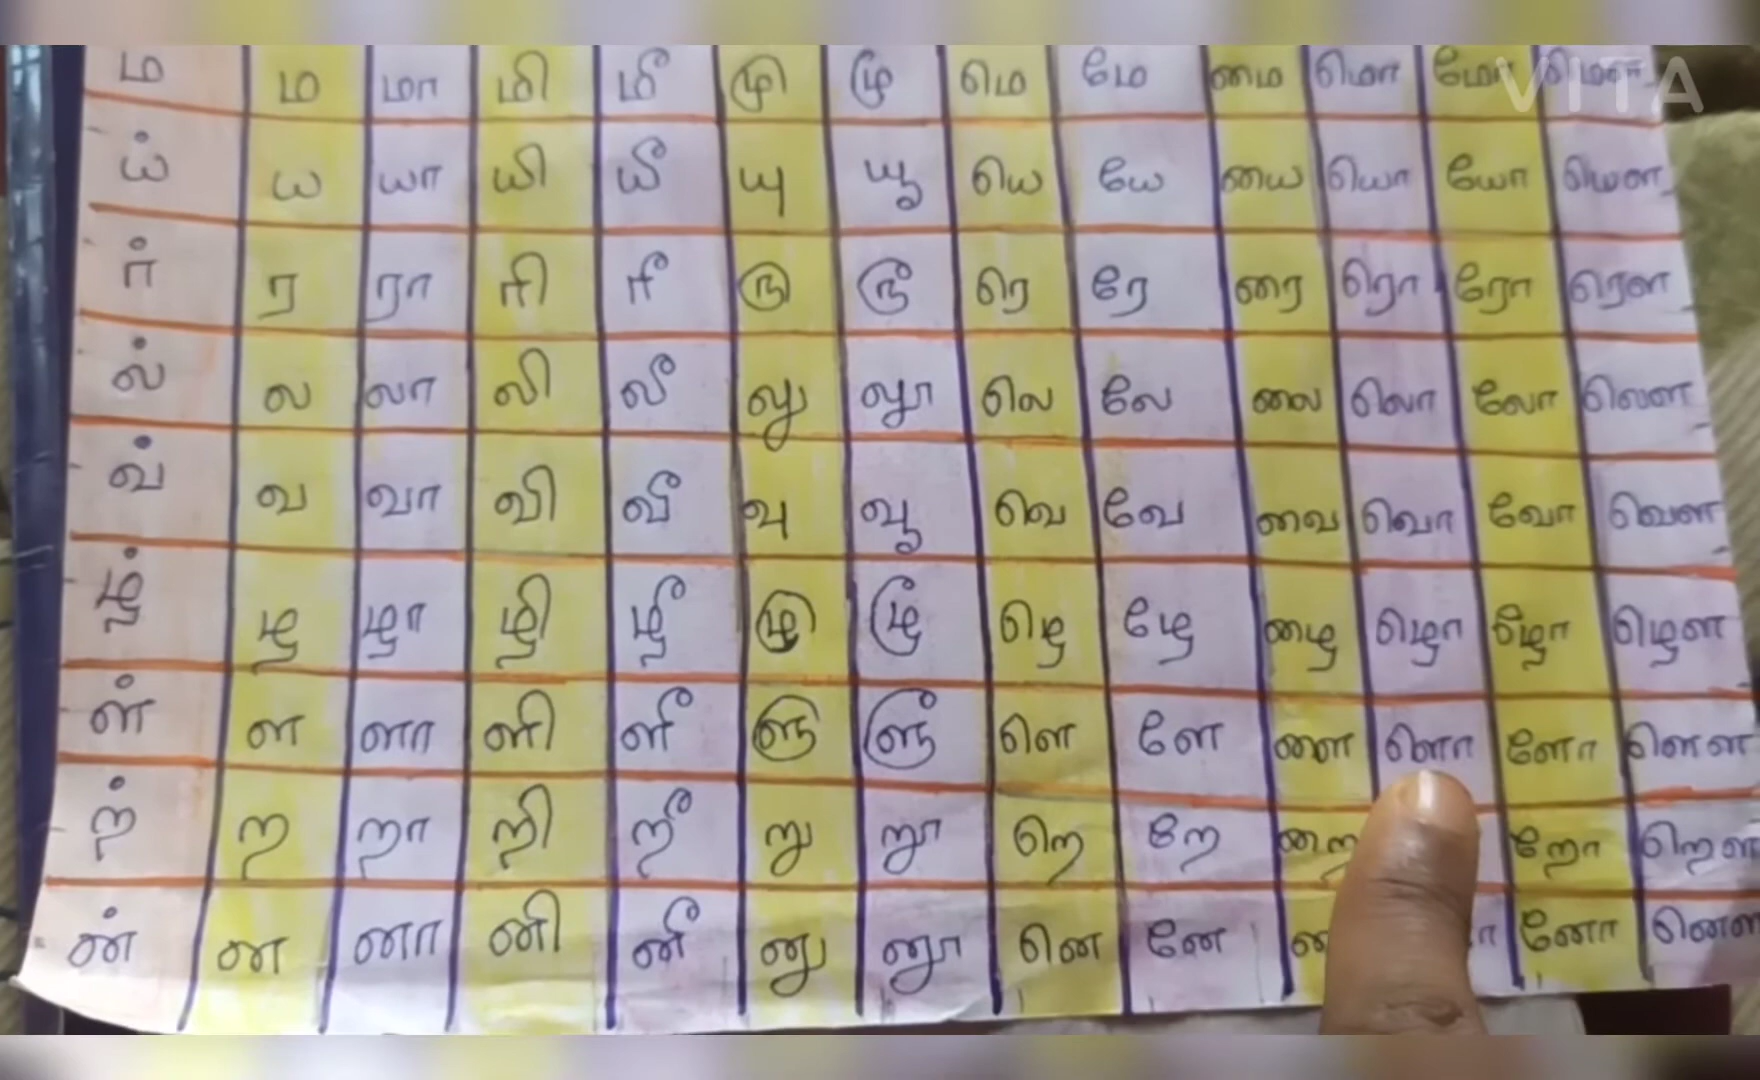 VITA
ம ம மா மி மீ மு மூ மெ மே மை மொ மோ மௌ
ய் ய யா யி யீ யு யூ யெ யே யை யொ யோ யௌ
ர் ர ரா ரி ரீ ரு ரூ ரெ ரே ரை ரொ ரோ ரௌ
ல் ல லா லி லீ லு லூ லெ லே லை லொ லோ லௌ
வ் வ வா வி வீ வு வூ வெ வே வை வொ வோ வௌ
ழ் ழ ழா ழி ழீ ழு ழூ ழெ ழே ழை ழொ ழோ ழௌ
ள் ள ளா ளி ளீ ளு ளூ ளெ ளே ளை ளொ ளோ ளௌ
ற் ற றா றி றீ று றூ றெ றே றை றோ றௌ
ன் ன னா னி னீ னு னூ னெ னே னோ னௌ